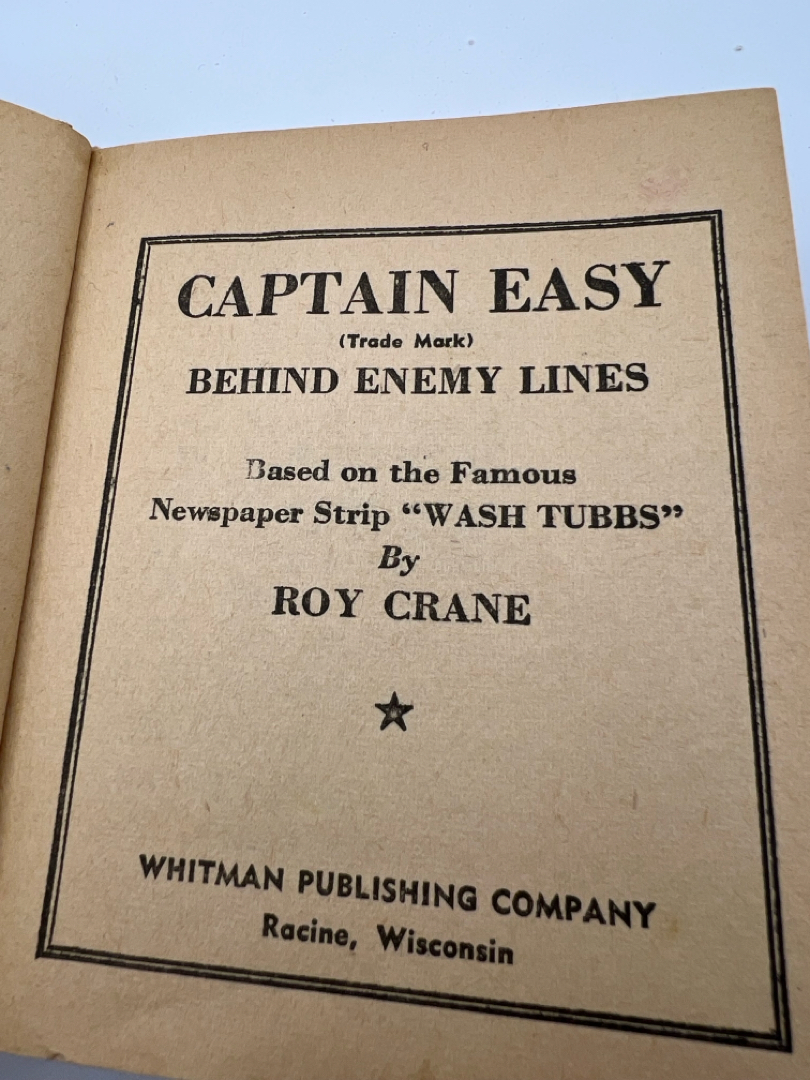 CAPTAIN EASY
(Trade Mark)
BEHIND ENEMY LINES
Based on the Famous
Newspaper Strip “WASH TUBBS”
By
ROY CRANE
WHITMAN PUBLISHING COMPANY
Racine, Wisconsin